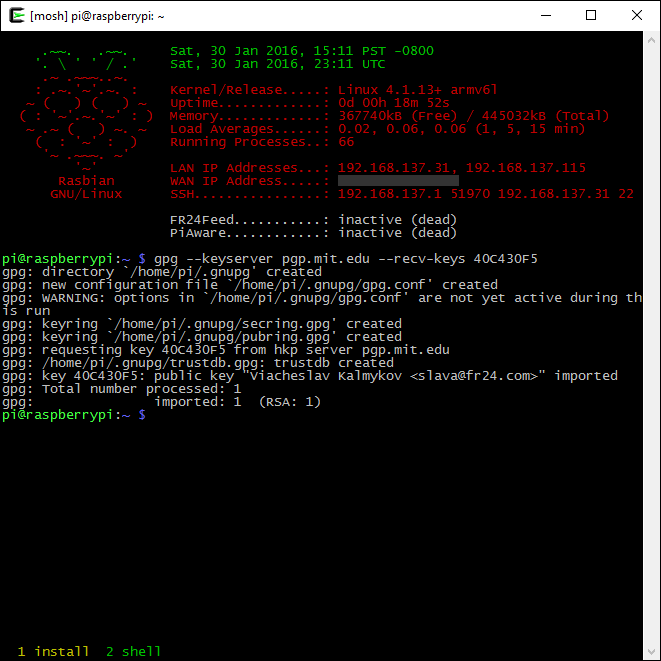 [mosh] pi@raspberrypi: ~
.~~.   .~~.    Sat, 30 Jan 2016, 15:11 PST -0800
'. \ ' ' / .'   Sat, 30 Jan 2016, 23:11 UTC
.~ .~~~..~.
: .~.'~'.~. :   Kernel/Release.....: Linux 4.1.13+ armv6l
~ (   ) (   ) ~  Uptime.............: 0d 00h 18m 52s
( : '~'.~.'~' : ) Memory.............: 367740kB (Free) / 445032kB (Total)
~ .~ (   ) ~. ~  Load Averages......: 0.02, 0.06, 0.06 (1, 5, 15 min)
(  : '~' :  )   Running Processes..: 66
'~ .~~~. ~'
'~'        LAN IP Addresses...: 192.168.137.31, 192.168.137.115
Rasbian      WAN IP Address.....:
GNU/Linux     SSH................: 192.168.137.1 51970 192.168.137.31 22
FR24Feed...........: inactive (dead)
PiAware............: inactive (dead)
pi@raspberrypi:~ $ gpg --keyserver pgp.mit.edu --recv-keys 40C430F5
gpg: directory `/home/pi/.gnupg' created
gpg: new configuration file `/home/pi/.gnupg/gpg.conf' created
gpg: WARNING: options in `/home/pi/.gnupg/gpg.conf' are not yet active during th
is run
gpg: keyring `/home/pi/.gnupg/secring.gpg' created
gpg: keyring `/home/pi/.gnupg/pubring.gpg' created
gpg: requesting key 40C430F5 from hkp server pgp.mit.edu
gpg: /home/pi/.gnupg/trustdb.gpg: trustdb created
gpg: key 40C430F5: public key "Viacheslav Kalmykov <slava@fr24.com>" imported
gpg: Total number processed: 1
gpg:               imported: 1  (RSA: 1)
pi@raspberrypi:~ $
1 install  2 shell